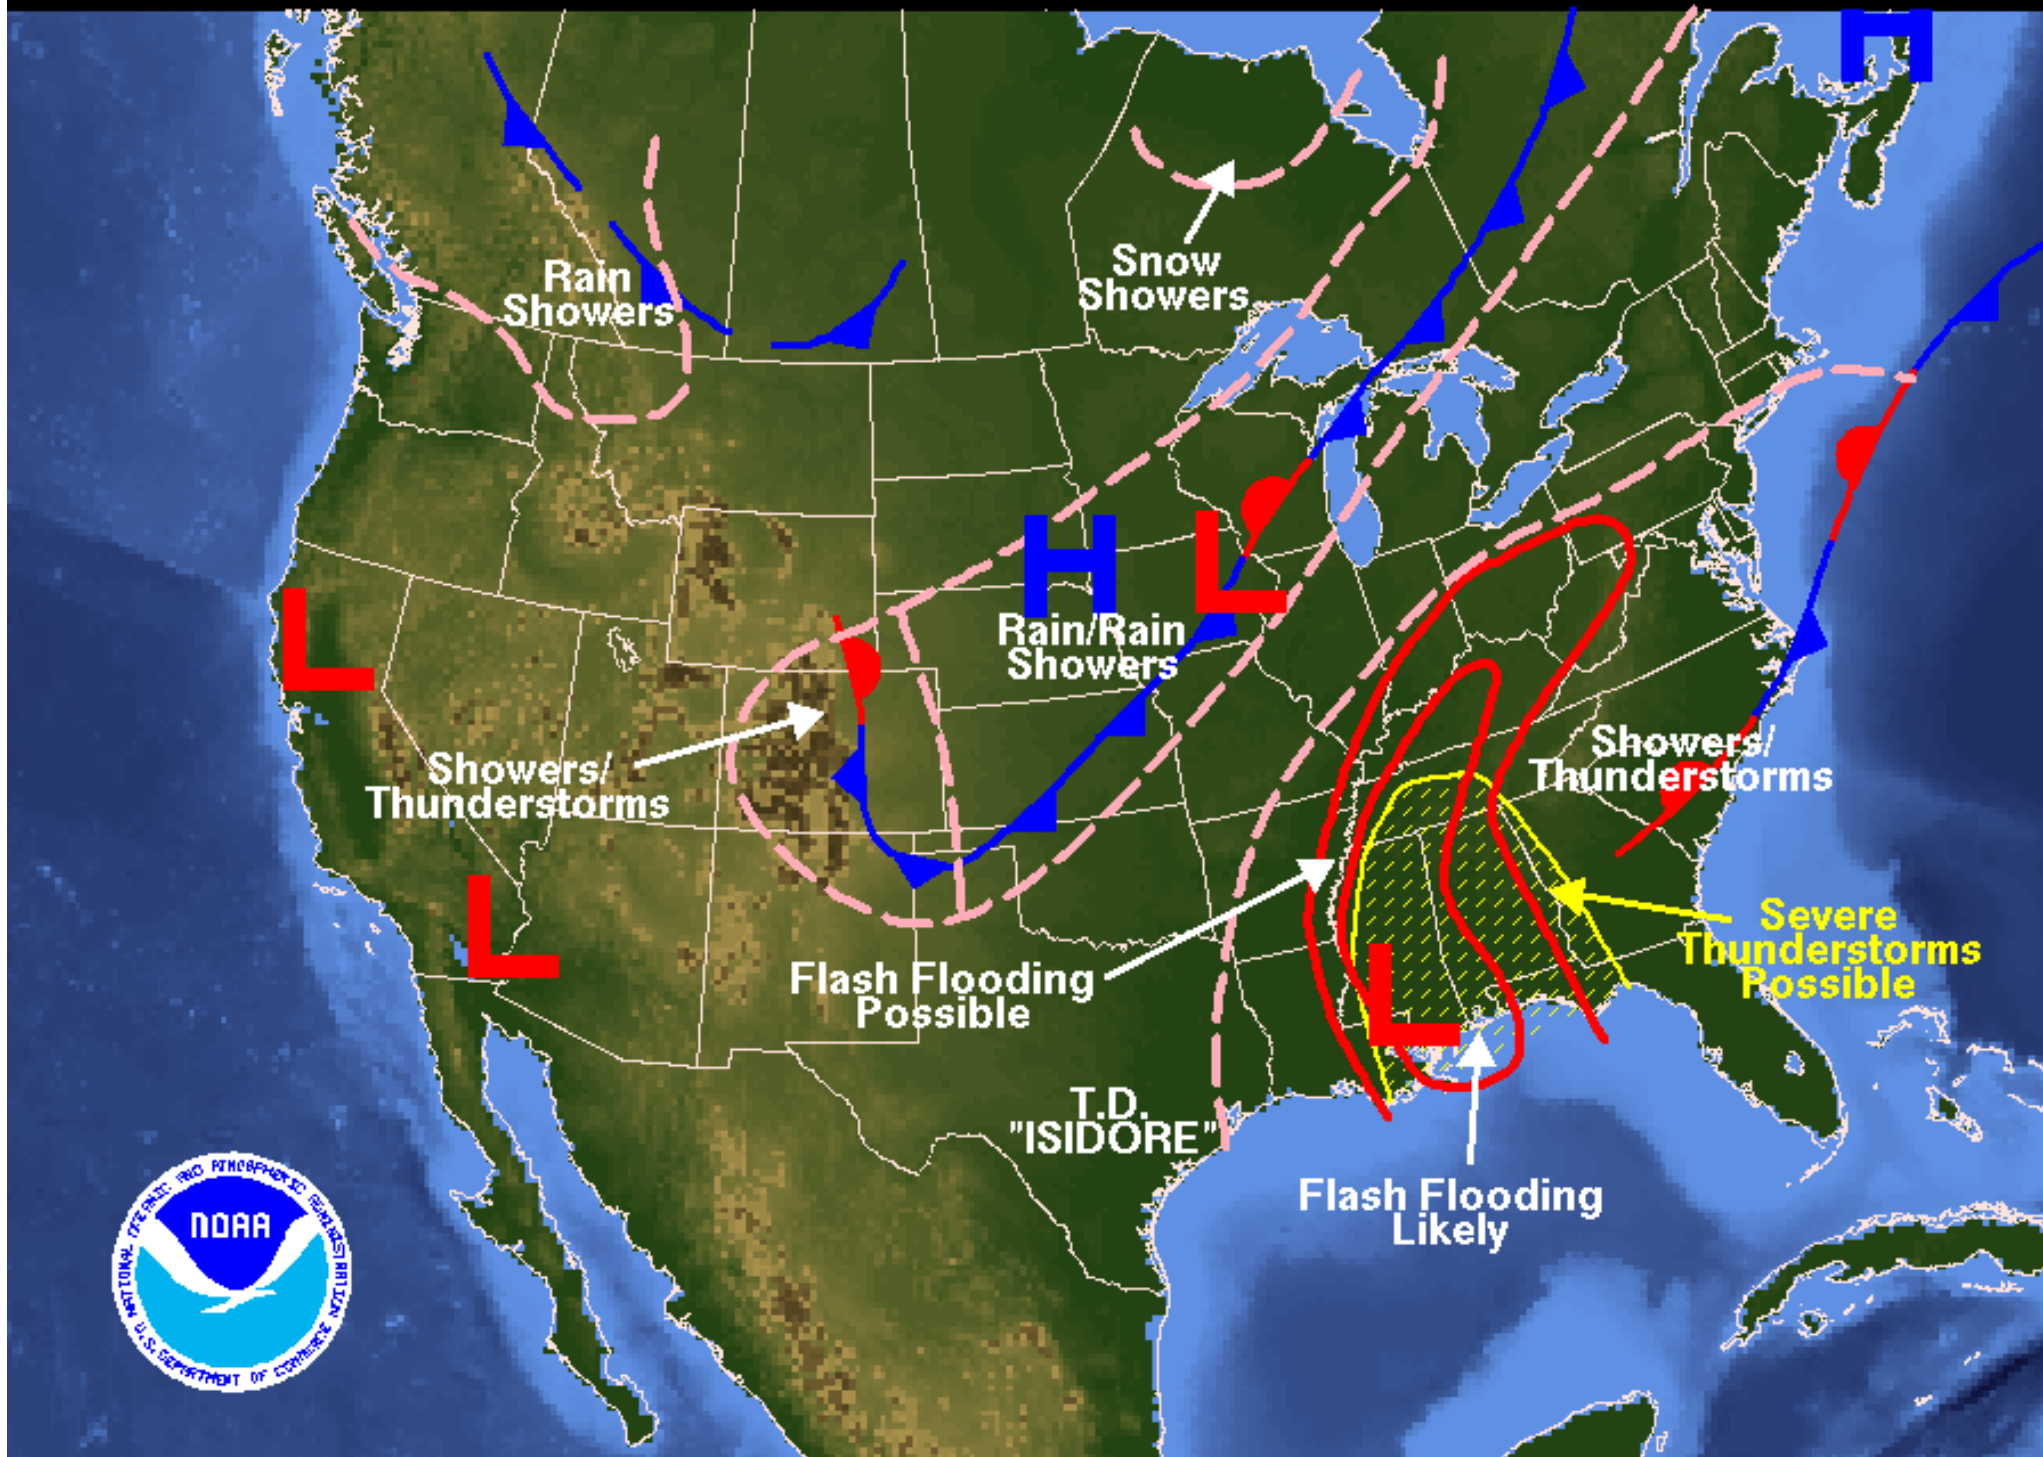 H
Rain
Showers
Snow
Showers
H
L
Rain/Rain
Showers
L
Showers/
Thunderstorms
Showers/
Thunderstorms
L
Severe
Thunderstorms
Possible
Flash Flooding
Possible
L
T.D.
"ISIDORE"
Flash Flooding
Likely
NATIONAL OCEANIC AND ATMOSPHERIC ADMINISTRATION
NOAA
U.S. DEPARTMENT OF COMMERCE